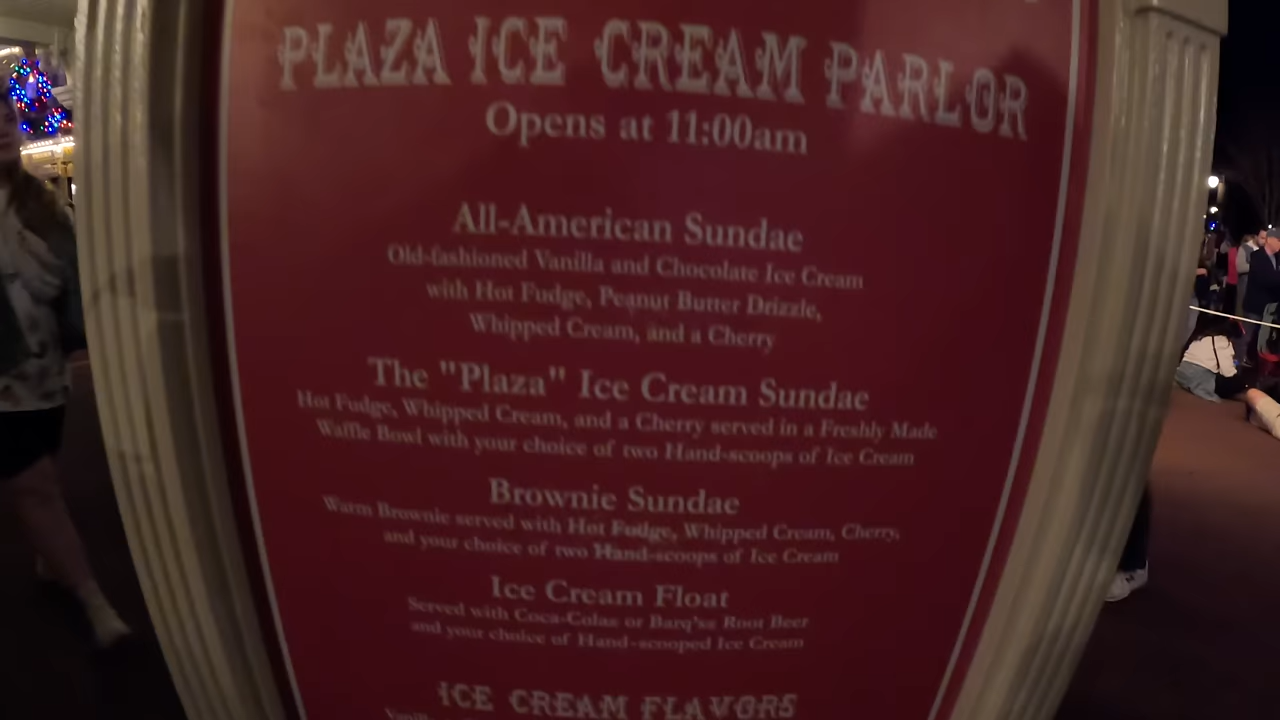 PLAZA ICE CREAM PARLOR
Opens at 11:00am
All-American Sundae
Old-fashioned Vanilla and Chocolate Ice Cream
with Hot Fudge, Peanut Butter Drizzle,
Whipped Cream, and a Cherry
The "Plaza" Ice Cream Sundae
Hot Fudge, Whipped Cream, and a Cherry served in a Freshly Made
Waffle Bowl with your choice of two Hand-scoops of Ice Cream
Brownie Sundae
Warm Brownie served with Hot Fudge, Whipped Cream, Cherry,
and your choice of two Hand-scoops of Ice Cream
Ice Cream Float
Served with Coca-Cola® or Barq's® Root Beer
and your choice of Hand-scooped Ice Cream
ICE CREAM FLAVORS